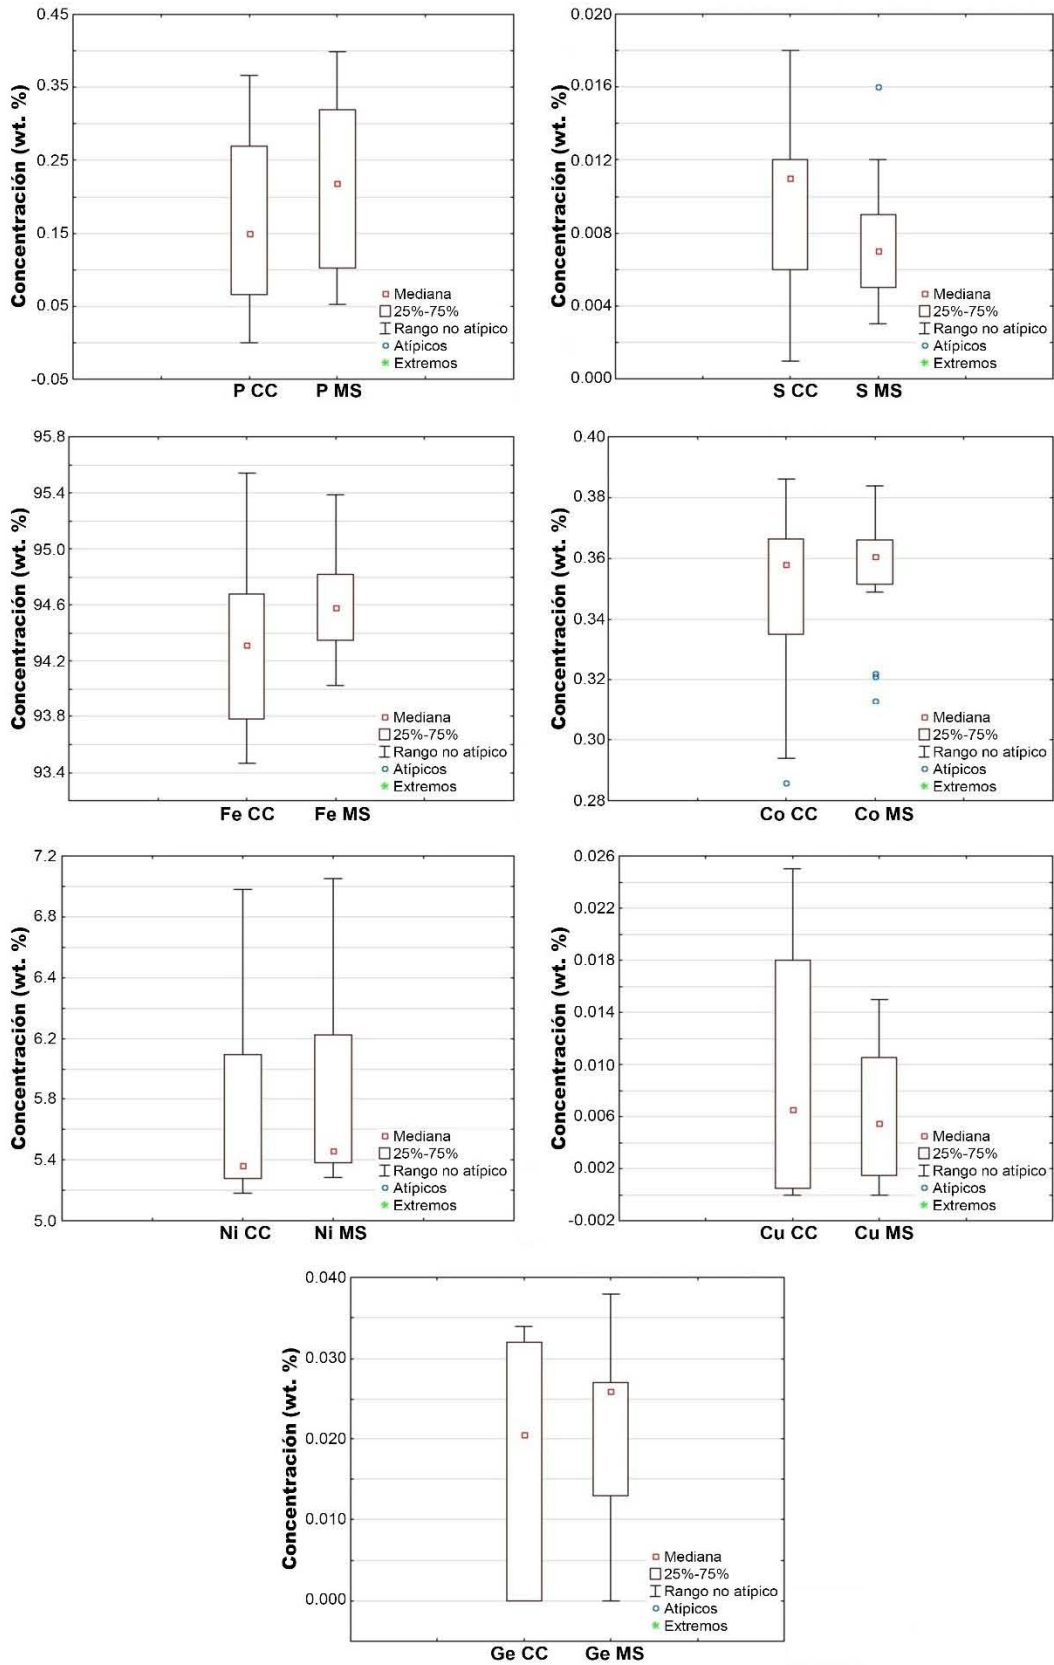 Concentración (wt. %)
0.45
0.35
0.25
0.15
0.05
-0.05
Mediana
25%-75%
Rango no atípico
Atípicos
Extremos
P CC P MS
Concentración (wt. %)
0.020
0.016
0.012
0.008
0.004
0.000
Mediana
25%-75%
Rango no atípico
Atípicos
Extremos
S CC S MS
Concentración (wt. %)
95.8
95.4
95.0
94.6
94.2
93.8
93.4
Mediana
25%-75%
Rango no atípico
Atípicos
Extremos
Fe CC Fe MS
Concentración (wt. %)
0.40
0.38
0.36
0.34
0.32
0.30
0.28
Mediana
25%-75%
Rango no atípico
Atípicos
Extremos
Co CC Co MS
Concentración (wt. %)
7.2
6.8
6.4
6.2
5.8
5.4
5.0
Mediana
25%-75%
Rango no atípico
Atípicos
Extremos
Ni CC Ni MS
Concentración (wt. %)
0.026
0.022
0.018
0.014
0.010
0.006
0.002
-0.002
Mediana
25%-75%
Rango no atípico
Atípicos
Extremos
Cu CC Cu MS
Concentración (wt. %)
0.040
0.030
0.020
0.010
0.000
Mediana
25%-75%
Rango no atípico
Atípicos
Extremos
Ge CC Ge MS